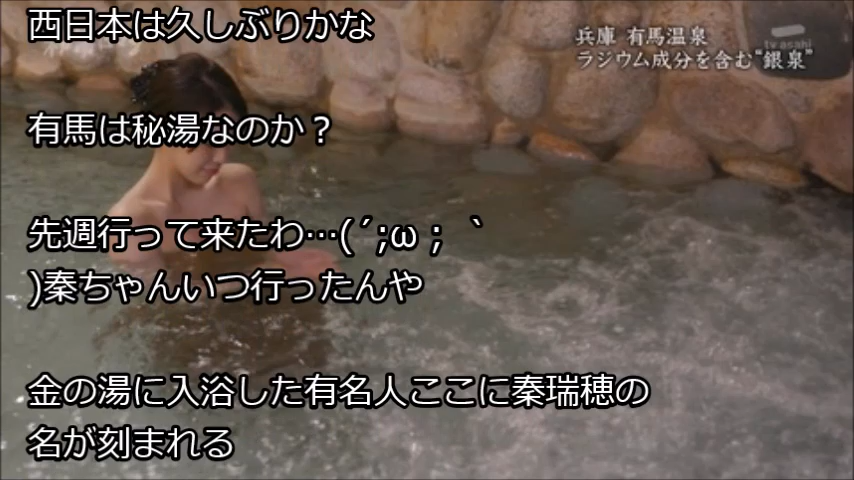 西日本は久しぶりかな
兵庫 有馬温泉
ラジウム成分を含む“銀泉”
tv asahi
有馬は秘湯なのか？
先週行って来たわ…(´;ω；｀
)秦ちゃんいつ行ったんや
金の湯に入浴した有名人ここに秦瑞穂の
名が刻まれる